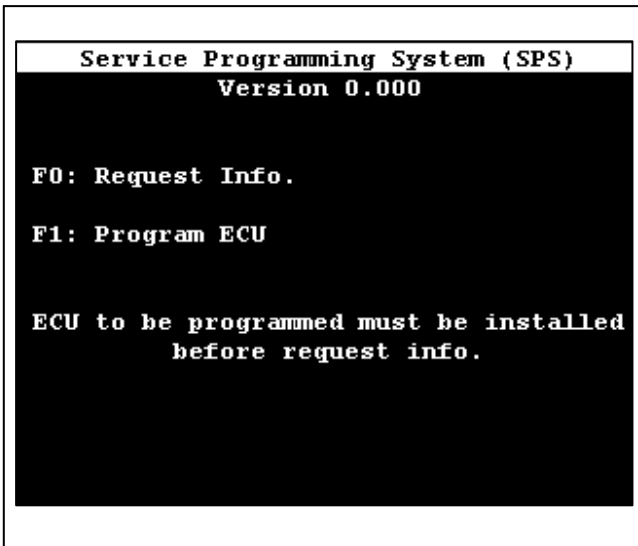 Service Programming System (SPS)
Version 0.000
F0: Request Info.
F1: Program ECU
ECU to be programmed must be installed
before request info.